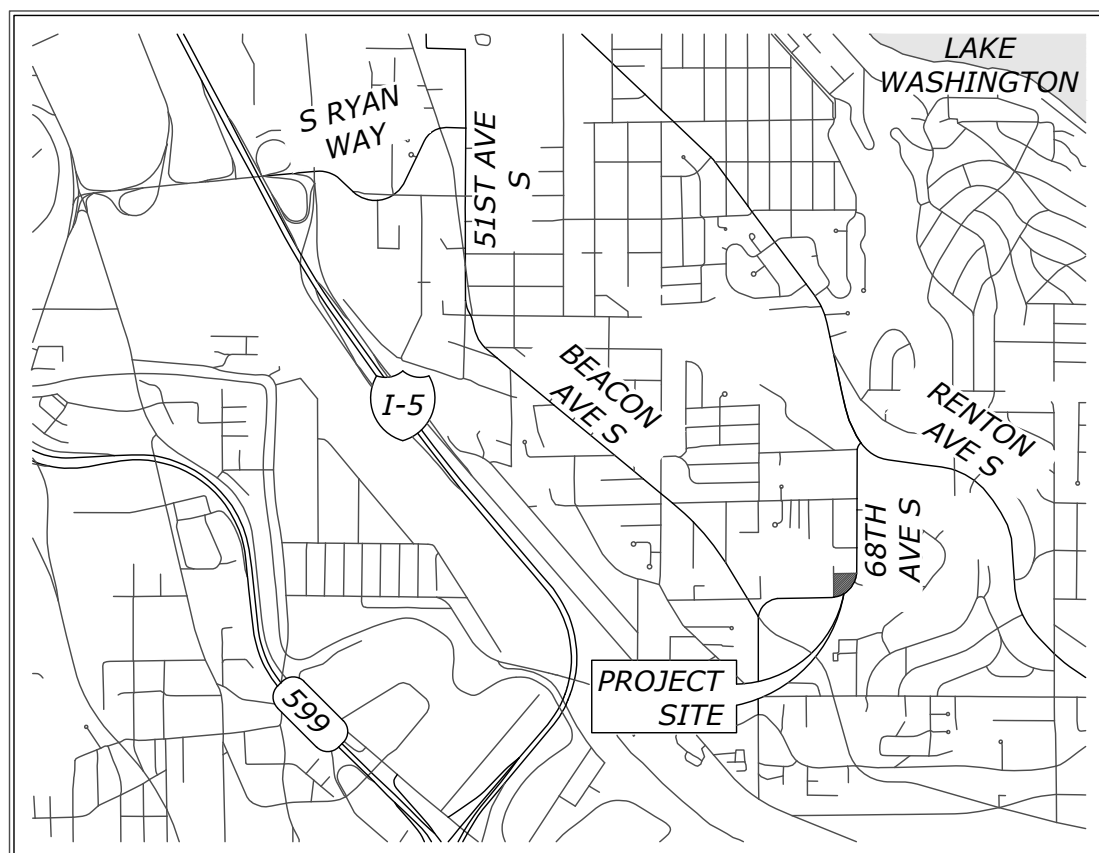 LAKE
WASHINGTON
S RYAN
WAY
51ST AVE
S
BEACON
AVE S
I-5
RENTON
AVE S
68TH
AVE S
PROJECT
SITE
599